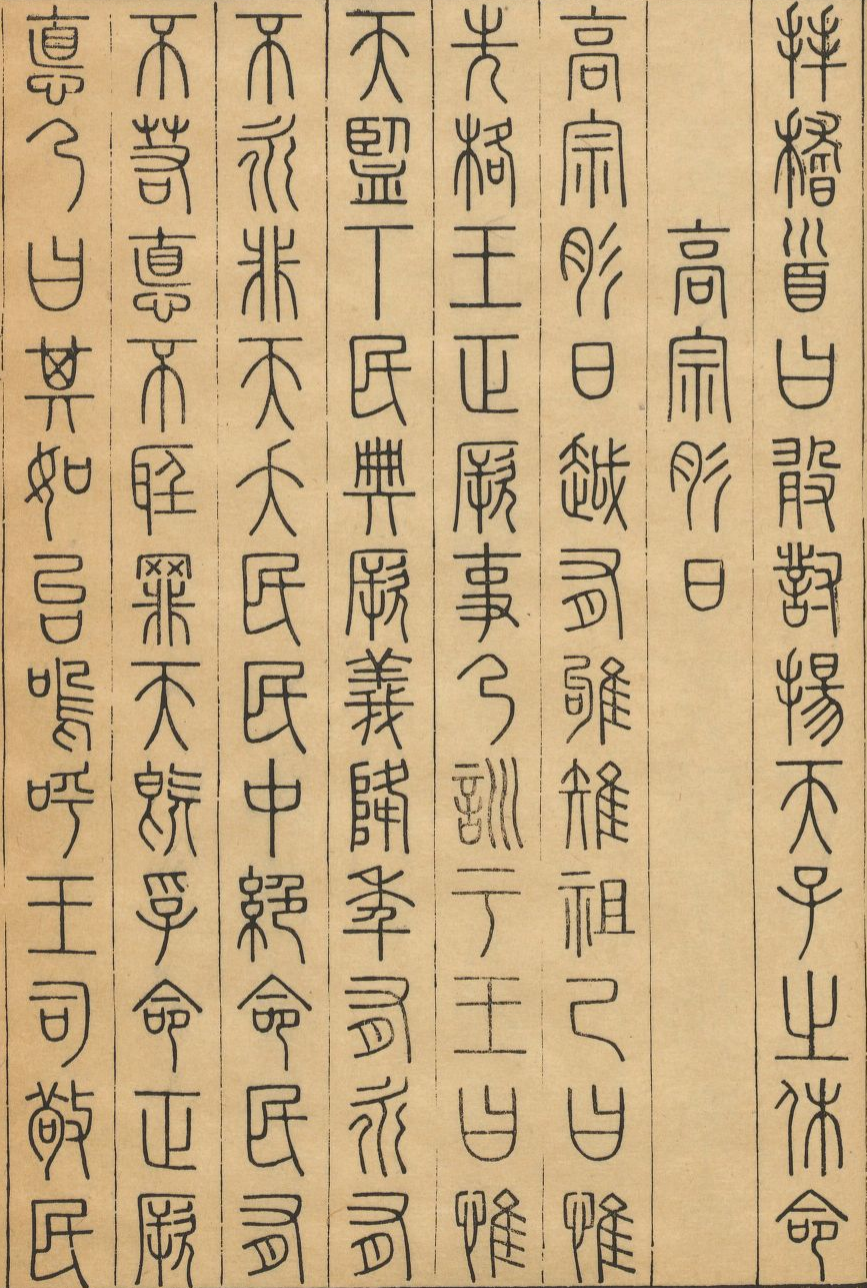 拜稽首曰敢對揚天子之休命
高宗肜日
高宗肜日越有雊雉祖己曰惟
先格王正厥事乃訓于王曰惟
天監下民典厥義降年有永有
不永非天夭民民中絕命民有
不若悳不聽罪天既孚命正厥
悳乃曰其如台嗚呼王司敬民